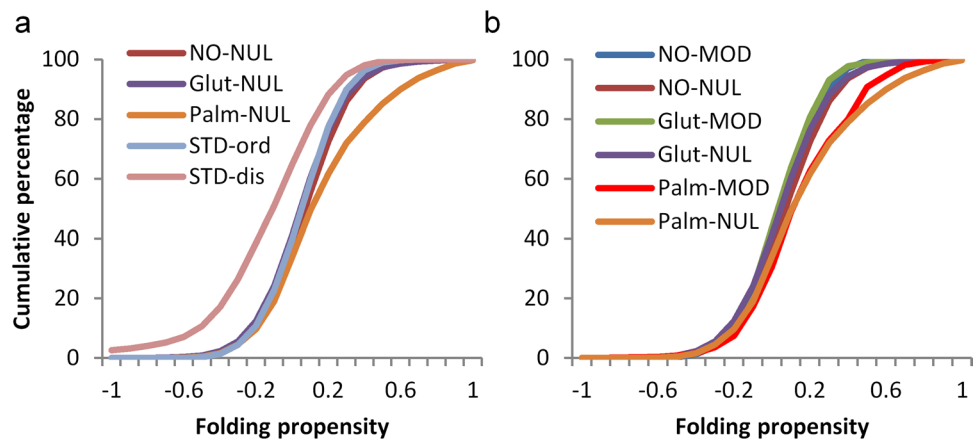 a
100
80
60
40
20
0
Cumulative percentage
NO-NUL
Glut-NUL
Palm-NUL
STD-ord
STD-dis
-1 -0.6 -0.2 0.2 0.6 1
Folding propensity
b
100
80
60
40
20
0
NO-MOD
NO-NUL
Glut-MOD
Glut-NUL
Palm-MOD
Palm-NUL
-1 -0.6 -0.2 0.2 0.6 1
Folding propensity